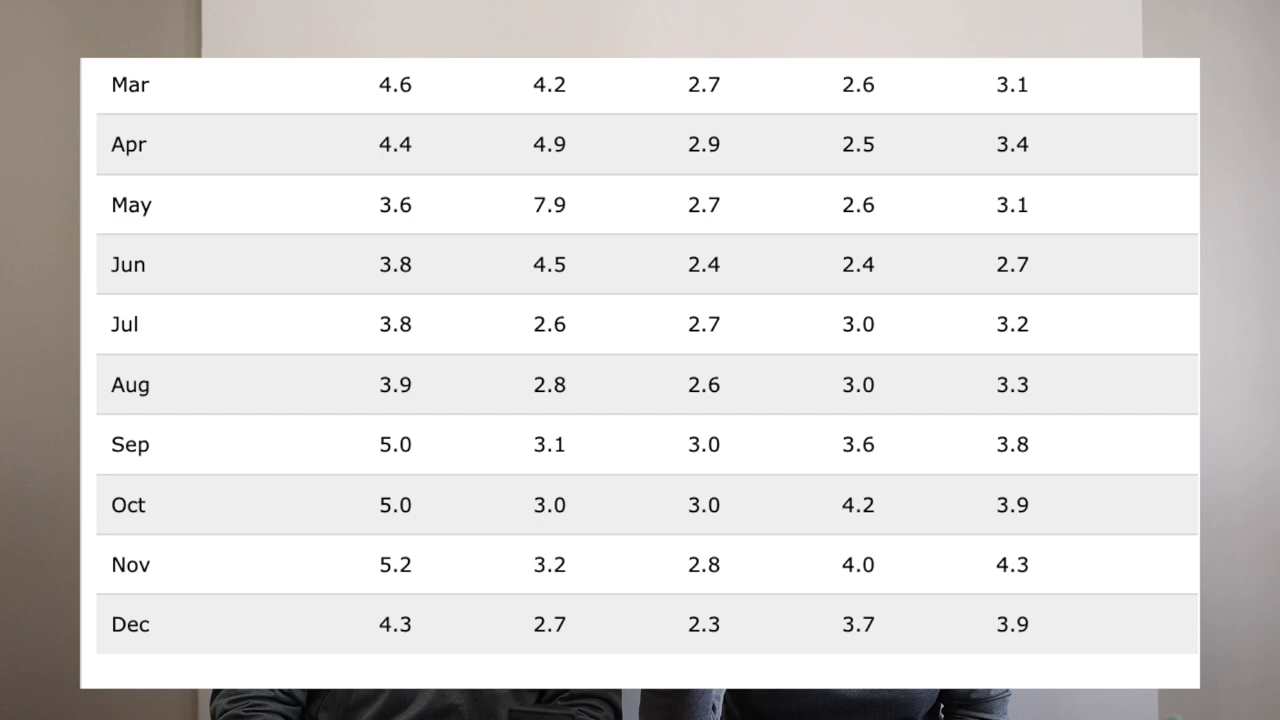 Mar 4.6 4.2 2.7 2.6 3.1
Apr 4.4 4.9 2.9 2.5 3.4
May 3.6 7.9 2.7 2.6 3.1
Jun 3.8 4.5 2.4 2.4 2.7
Jul 3.8 2.6 2.7 3.0 3.2
Aug 3.9 2.8 2.6 3.0 3.3
Sep 5.0 3.1 3.0 3.6 3.8
Oct 5.0 3.0 3.0 4.2 3.9
Nov 5.2 3.2 2.8 4.0 4.3
Dec 4.3 2.7 2.3 3.7 3.9